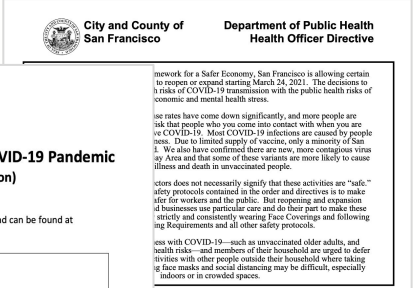 City and County of
San Francisco
Department of Public Health
Health Officer Directive
mework for a Safer Economy, San Francisco is allowing certain
to reopen or expand starting March 24, 2021. The decisions to
h risks of COVID-19 transmission with the public health risks of
conomic and mental health stress.
se rates have come down significantly, and more people are
risk that people who you come into contact with when you are
ve COVID-19. Most COVID-19 infections are caused by people
ness. Due to limited supply of vaccine, only a minority of San
d. We also have confirmed there are new, more contagious virus
ay Area and that some of these variants are more likely to cause
illness and death in unvaccinated people.
ectors does not necessarily signify that these activities are “safe.”
afety protocols contained in the order and directives is to make
afer for workers and the public. But reopening and expansion
d businesses use particular care and do their part to make these
strictly and consistently wearing Face Coverings and following
ing Requirements and all other safety protocols.
ess with COVID-19—such as unvaccinated older adults, and
health risks—and members of their household are urged to defer
tivities with other people outside their household where taking
g face masks and social distancing may be difficult, especially
indoors or in crowded spaces.
VID-19 Pandemic
on)
nd can be found at